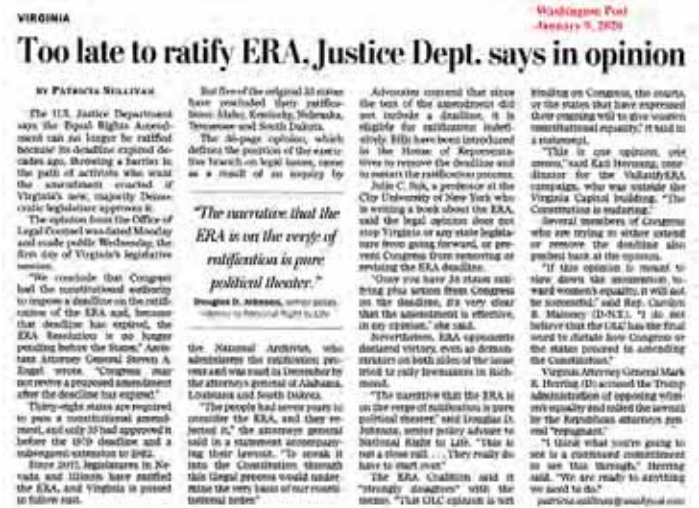 VIRGINIA
Washington Post
January 9, 2020
Too late to ratify ERA, Justice Dept. says in opinion
BY PATRICIA SULLIVAN
The U.S. Justice Department
says the Equal Rights Amend-
ment can no longer be ratified
because its deadline expired de-
cades ago, throwing a barrier in
the path of activists who want
the amendment enacted if
Virginia's new, majority Demo-
cratic legislature approves it.
The opinion from the Office of
Legal Counsel was dated Monday
and made public Wednesday, the
first day of Virginia's legislative
session.
"We conclude that Congress
had the constitutional authority
to impose a deadline on the ratifi-
cation of the ERA and, because
that deadline has expired, the
ERA Resolution is no longer
pending before the States," Assis-
tant Attorney General Steven A.
Engel wrote. "Congress may
not revive a proposed amendment
after the deadline has expired."
Thirty-eight states are required
to pass a constitutional amend-
ment, and only 35 had approved it
before the 1979 deadline and a
subsequent extension to 1982.
Since 2017, legislatures in Ne-
vada and Illinois have ratified
the ERA, and Virginia is poised
to follow suit.
But five of the original 35 states
have rescinded their ratifica-
tions: Idaho, Kentucky, Nebraska,
Tennessee and South Dakota.
The 38-page opinion, which
defines the position of the execu-
tive branch on legal issues, came
as a result of an inquiry by
"The narrative that the
ERA is on the verge of
ratification is pure
political theater."
Douglas D. Johnson, senior policy
adviser to National Right to Life
the National Archives, who
administers the ratification pro-
cess and was sued in December by
the attorneys general of Alabama,
Louisiana and South Dakota.
"The people had seven years to
consider the ERA, and they re-
jected it," the attorneys general
said in a statement accompany-
ing their lawsuit. "To sneak it
into the Constitution through
this illegal process would under-
mine the very basis of our consti-
tutional order."
Advocates contend that since
the text of the amendment did
not include a deadline, it is
eligible for ratification indefi-
nitely. Bills have been introduced
in the House of Representa-
tives to remove the deadline and
to restart the ratification process.
Julie C. Suk, a professor at the
City University of New York who
is writing a book about the ERA,
said the legal opinion does not
stop Virginia or any state legisla-
ture from going forward, or pre-
vent Congress from removing or
revising the ERA deadline.
"Once you have 38 states rati-
fying plus action from Congress
on the deadline, it's very clear
that the amendment is effective,
in my opinion," she said.
Nevertheless, ERA opponents
declared victory, even as demon-
strators on both sides of the issue
tried to rally lawmakers in Rich-
mond.
"The narrative that the ERA is
on the verge of ratification is pure
political theater," said Douglas D.
Johnson, senior policy adviser to
National Right to Life. "This is
not a close call. . . . They really do
have to start over."
The ERA Coalition said it
"strongly disagrees" with the
memo. "This OLC opinion is not
binding on Congress, the courts,
or the states that have expressed
their ongoing will to give women
constitutional equality," it said in
a statement.
"This is one opinion, one
memo," said Kati Hornung, coor-
dinator for the VAratifyERA
campaign, who was outside the
Virginia Capitol building. "The
Constitution is enduring."
Several members of Congress
who are trying to either extend
or remove the deadline also
pushed back at the opinion.
"If this opinion is meant to
slow down the momentum to-
ward women's equality, it will not
be successful," said Rep. Carolyn
B. Maloney (D-N.Y.). "I do not
believe that the OLC has the final
word to dictate how Congress or
the states proceed to amending
the Constitution."
Virginia Attorney General Mark
R. Herring (D) accused the Trump
administration of opposing wom-
en's equality and called the lawsuit
by the Republican attorneys gen-
eral "repugnant."
"I think what you're going to
see is a continued commitment
to see this through," Herring
said. "We are ready to do anything
we need to do."
patricia.sullivan@washpost.com